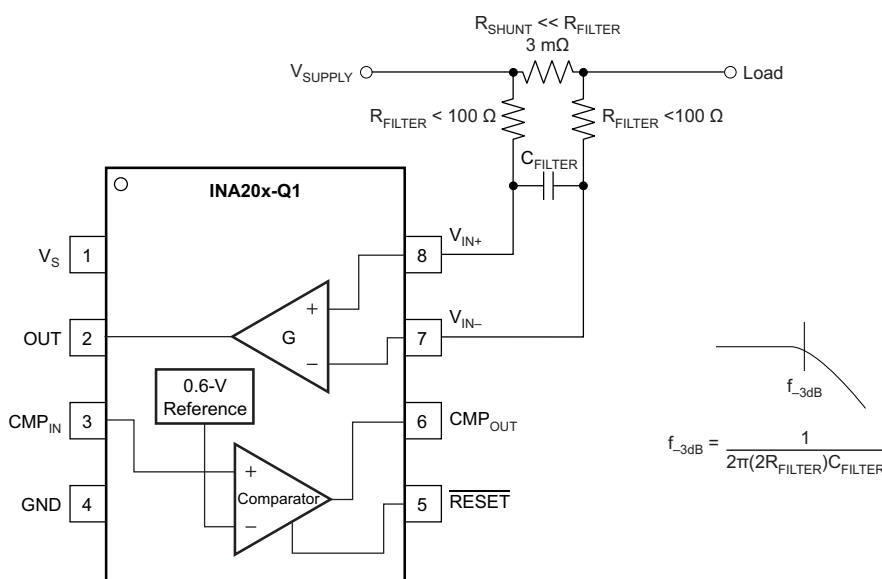 R_SHUNT << R_FILTER
3 mΩ
V_SUPPLY
Load
R_FILTER < 100 Ω
R_FILTER <100 Ω
C_FILTER
INA20x-Q1
V_S
1
8
V_IN+
OUT
2
+
G
−
7
V_IN–
0.6-V
Reference
CMP_IN
3
6
CMP_OUT
+
Comparator
−
GND
4
5
RESET
f_–3dB
f_–3dB = 1
2π(2R_FILTER)C_FILTER